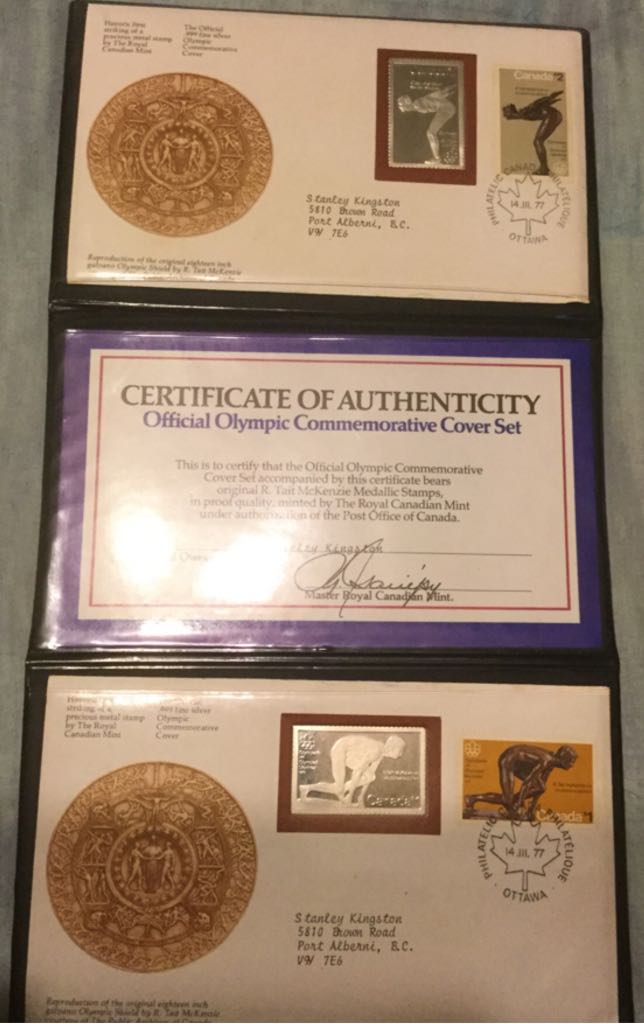 Historic first
striking of a
precious metal stamp
by The Royal
Canadian Mint
The Official
.999 fine silver
Olympic
Commemorative
Cover
Canada 2
Stanley Kingston
5810 Brown Road
Port Alberni, B.C.
V9Y 7E6
PHILATELIC CANADA PHILATÉLIQUE
14 III 77
OTTAWA
Reproduction of the original eighteen inch
galvano Olympic Shield by R. Tait McKenzie
CERTIFICATE OF AUTHENTICITY
Official Olympic Commemorative Cover Set
This is to certify that the Official Olympic Commemorative
Cover Set accompanied by this certificate bears
original R. Tait McKenzie Medallic Stamps,
in proof quality, minted by The Royal Canadian Mint
under authorization of the Post Office of Canada.
Kingston
Master Royal Canadian Mint.
striking of a
precious metal stamp
by The Royal
Canadian Mint
.999 fine silver
Olympic
Commemorative
Cover
Canada 1
Canada 1
PHILATELIC PHILATÉLIQUE
14 III 77
OTTAWA
Stanley Kingston
5810 Brown Road
Port Alberni, B.C.
V9Y 7E6
Reproduction of the original eighteen inch
galvano Olympic Shield by R. Tait McKenzie